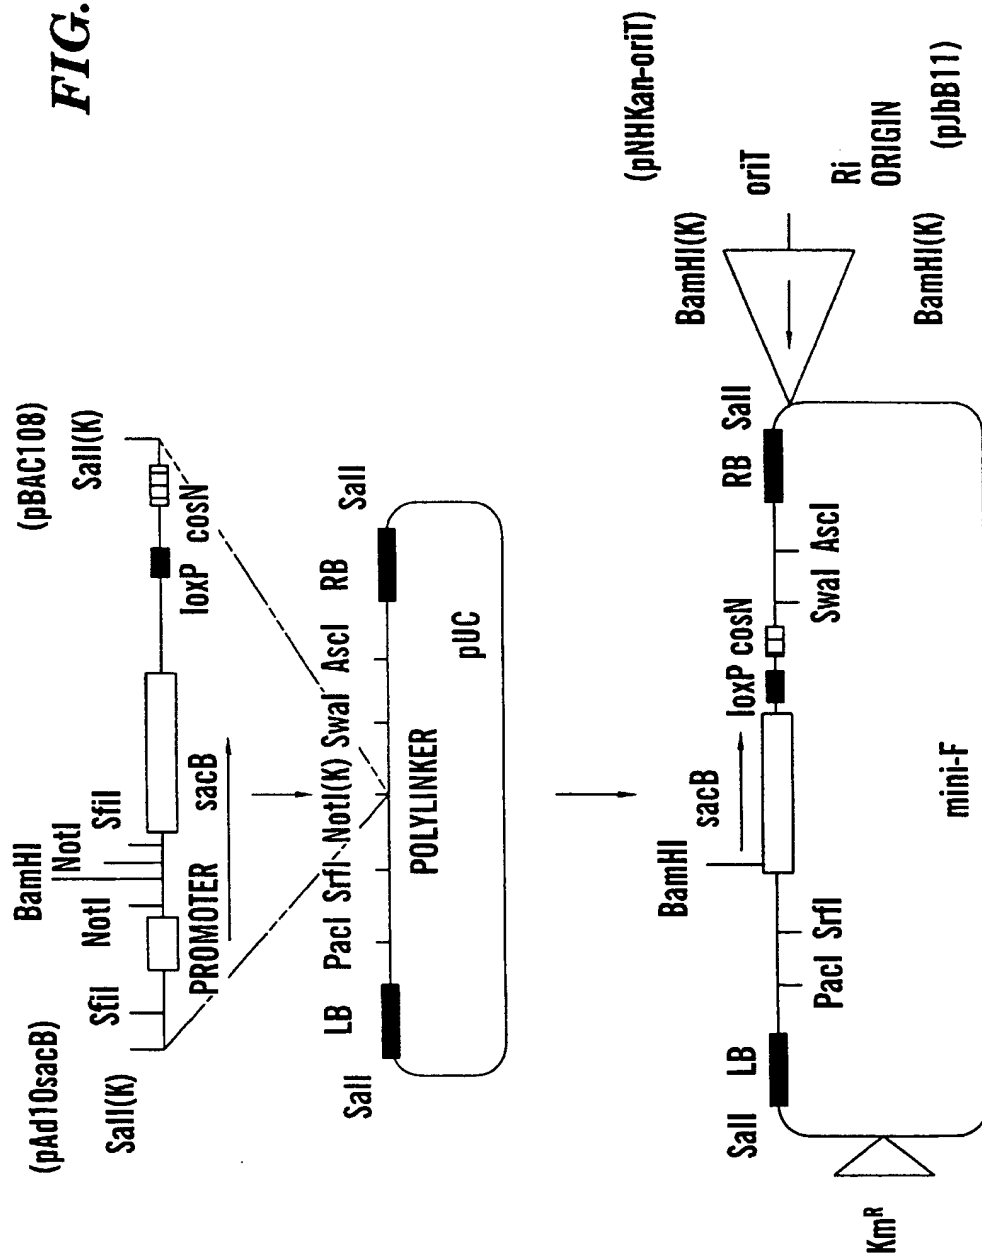 FIG.
(pAd10sacB)
(pBAC108)
SalI(K)
SfiI
NotI
BamHI
NotI
SfiI
PROMOTER
sacB
loxP
cosN
SalI(K)
SalI
LB
PacI
SrfI
NotI(K)
SwaI
AscI
RB
SalI
POLYLINKER
pUC
(pNHKan-oriT)
BamHI(K)
oriT
Ri
ORIGIN
(pJbB11)
BamHI(K)
SalI
LB
PacI
SrfI
BamHI
sacB
loxP
cosN
SwaI
AscI
RB
SalI
KmR
mini-F